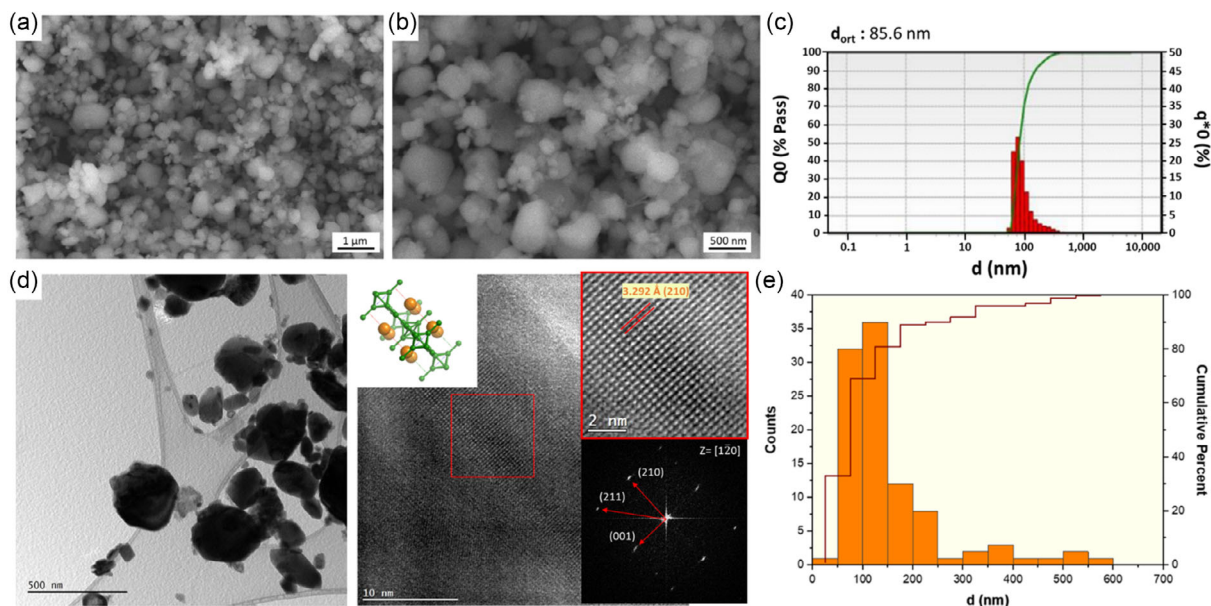 (a)
1 µm
(b)
500 nm
(c)
dort : 85.6 nm
100
90
80
70
60
50
40
30
20
10
0
Q0 (% Pass)
50
45
40
35
30
25
20
15
10
5
0
q*0 (%)
0.1
1
10
100
1,000
10,000
d (nm)
(d)
500 nm
10 nm
3.292 Å (210)
2 nm
Z= [1-20]
(210)
(211)
(001)
(e)
40
35
30
25
20
15
10
5
0
Counts
100
80
60
40
20
0
Cumulative Percent
0
100
200
300
400
500
600
700
d (nm)